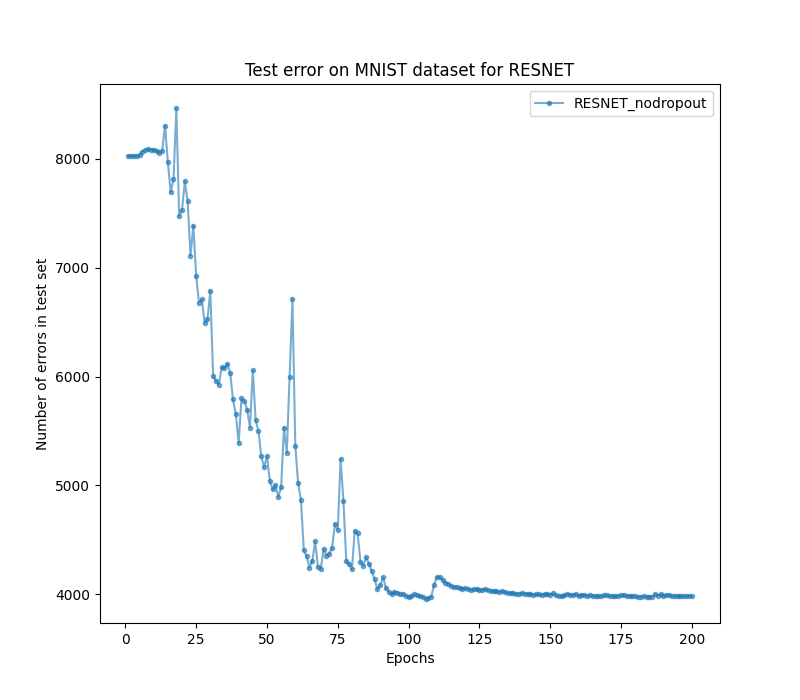 Test error on MNIST dataset for RESNET
RESNET_nodropout
Number of errors in test set
8000
7000
6000
5000
4000
0 25 50 75 100 125 150 175 200
Epochs